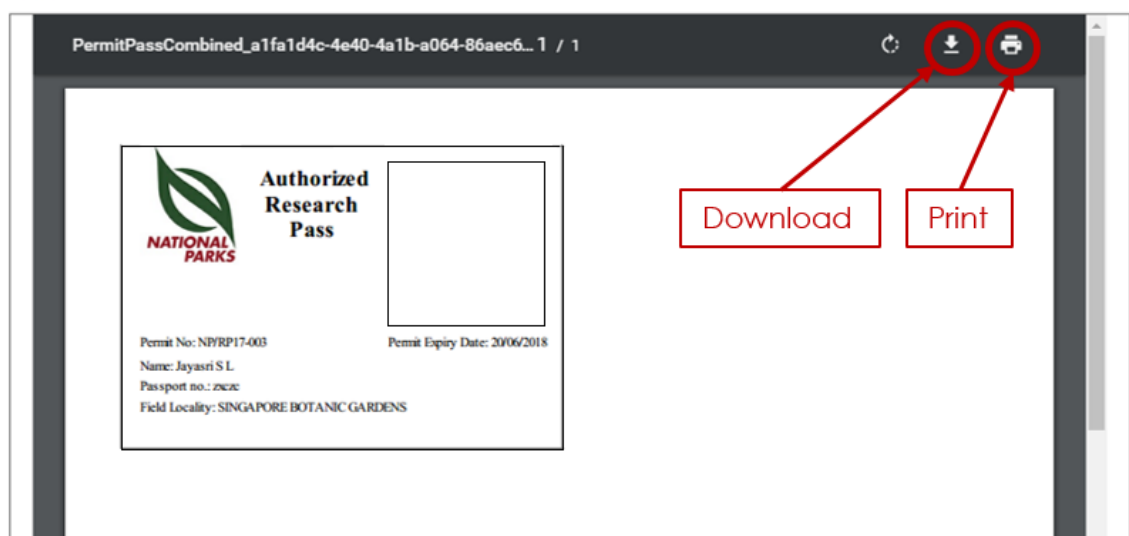 PermitPassCombined_a1fa1d4c-4e40-4a1b-a064-86aec6... 1 / 1
Authorized
Research
Pass
NATIONAL
PARKS
Download
Print
Permit No: NP/RP17-003
Permit Expiry Date: 20/06/2018
Name: Jayasri S L
Passport no.: zxczc
Field Locality: SINGAPORE BOTANIC GARDENS